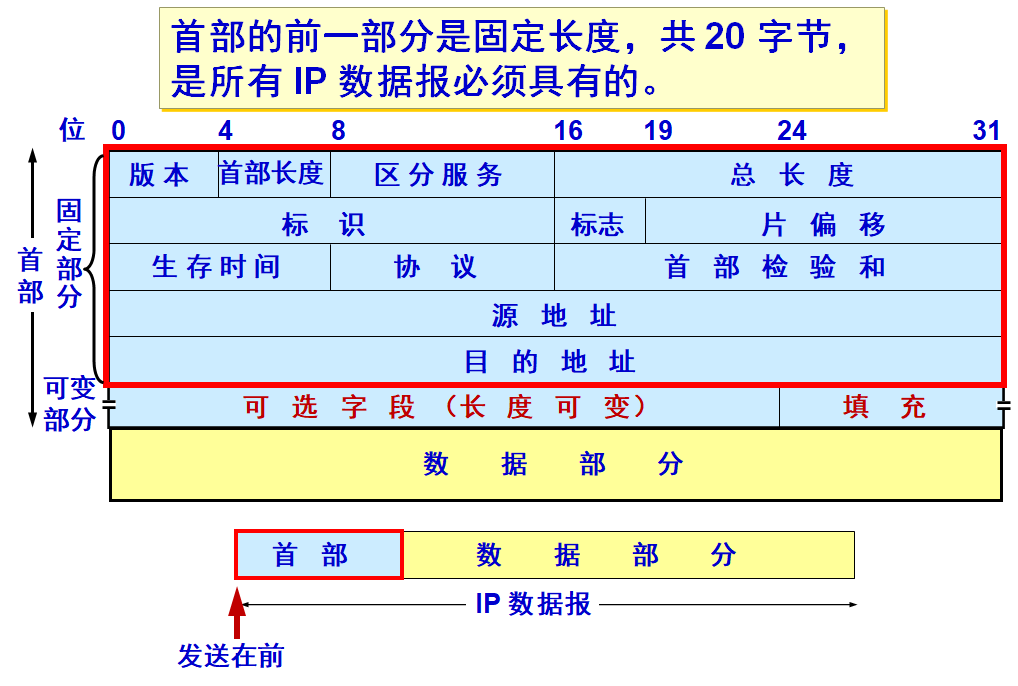 首部的前一部分是固定长度，共 20 字节，
是所有 IP 数据报必须具有的。
位 0 4 8 16 19 24 31
版本 首部长度 区分服务 总长度
标识 标志 片偏移
生存时间 协议 首部检验和
源地址
目的地址
可选字段（长度可变） 填充
数据部分
首部
固定部分
可变
部分
首部 数据部分
IP 数据报
发送在前